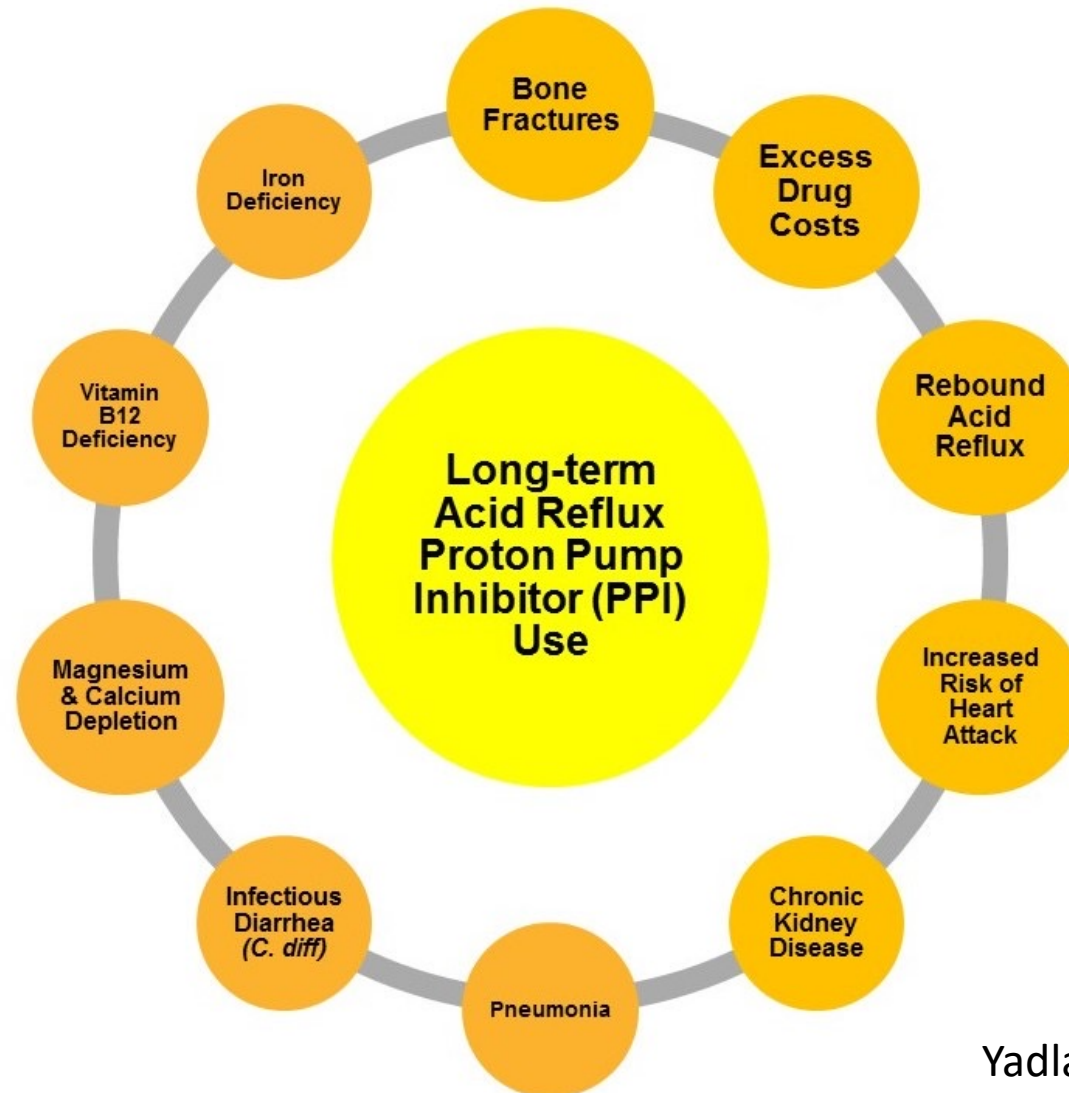 Bone
Fractures
Excess
Drug
Costs
Rebound
Acid
Reflux
Increased
Risk of
Heart
Attack
Chronic
Kidney
Disease
Pneumonia
Infectious
Diarrhea
(C. diff)
Magnesium
& Calcium
Depletion
Vitamin
B12
Deficiency
Iron
Deficiency
Long-term
Acid Reflux
Proton Pump
Inhibitor (PPI)
Use